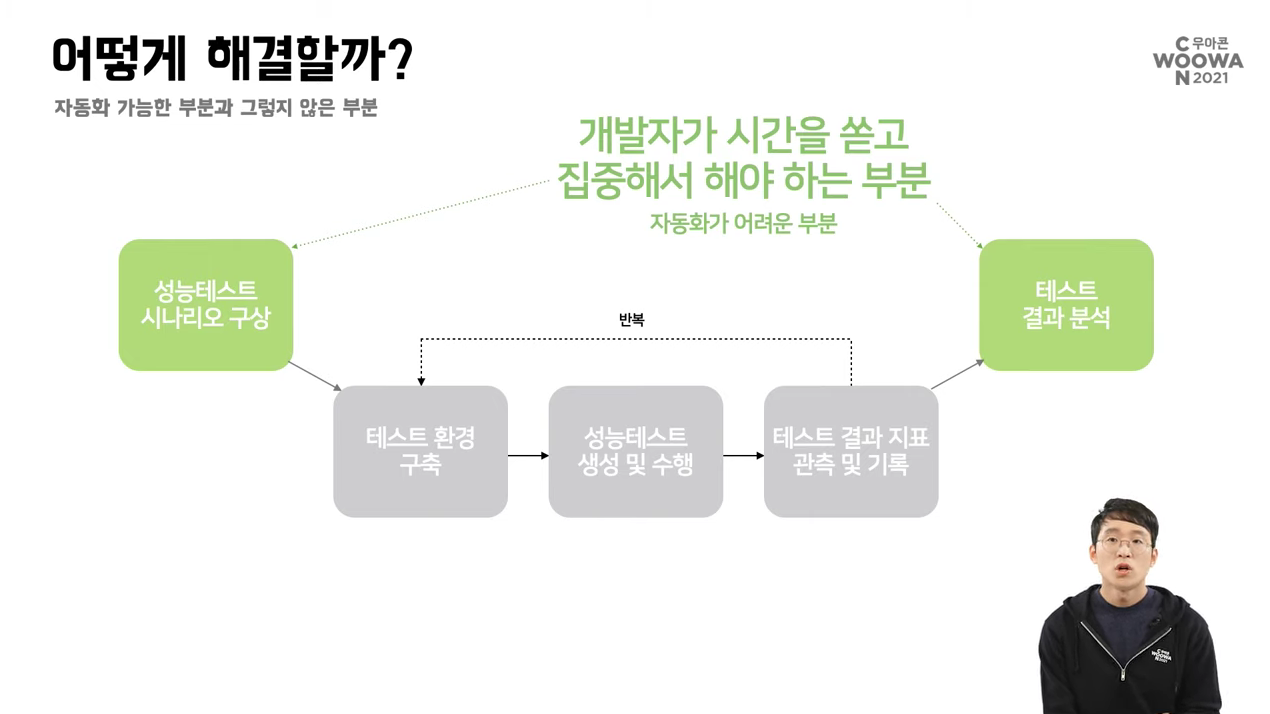 어떻게 해결할까?
자동화 가능한 부분과 그렇지 않은 부분
C 우아콘
WOOWA
N 2021
개발자가 시간을 쏟고
집중해서 해야 하는 부분
자동화가 어려운 부분
성능테스트
시나리오 구상
테스트
결과 분석
반복
테스트 환경
구축
성능테스트
생성 및 수행
테스트 결과 지표
관측 및 기록
C 우아콘
WOOWA
N 2021